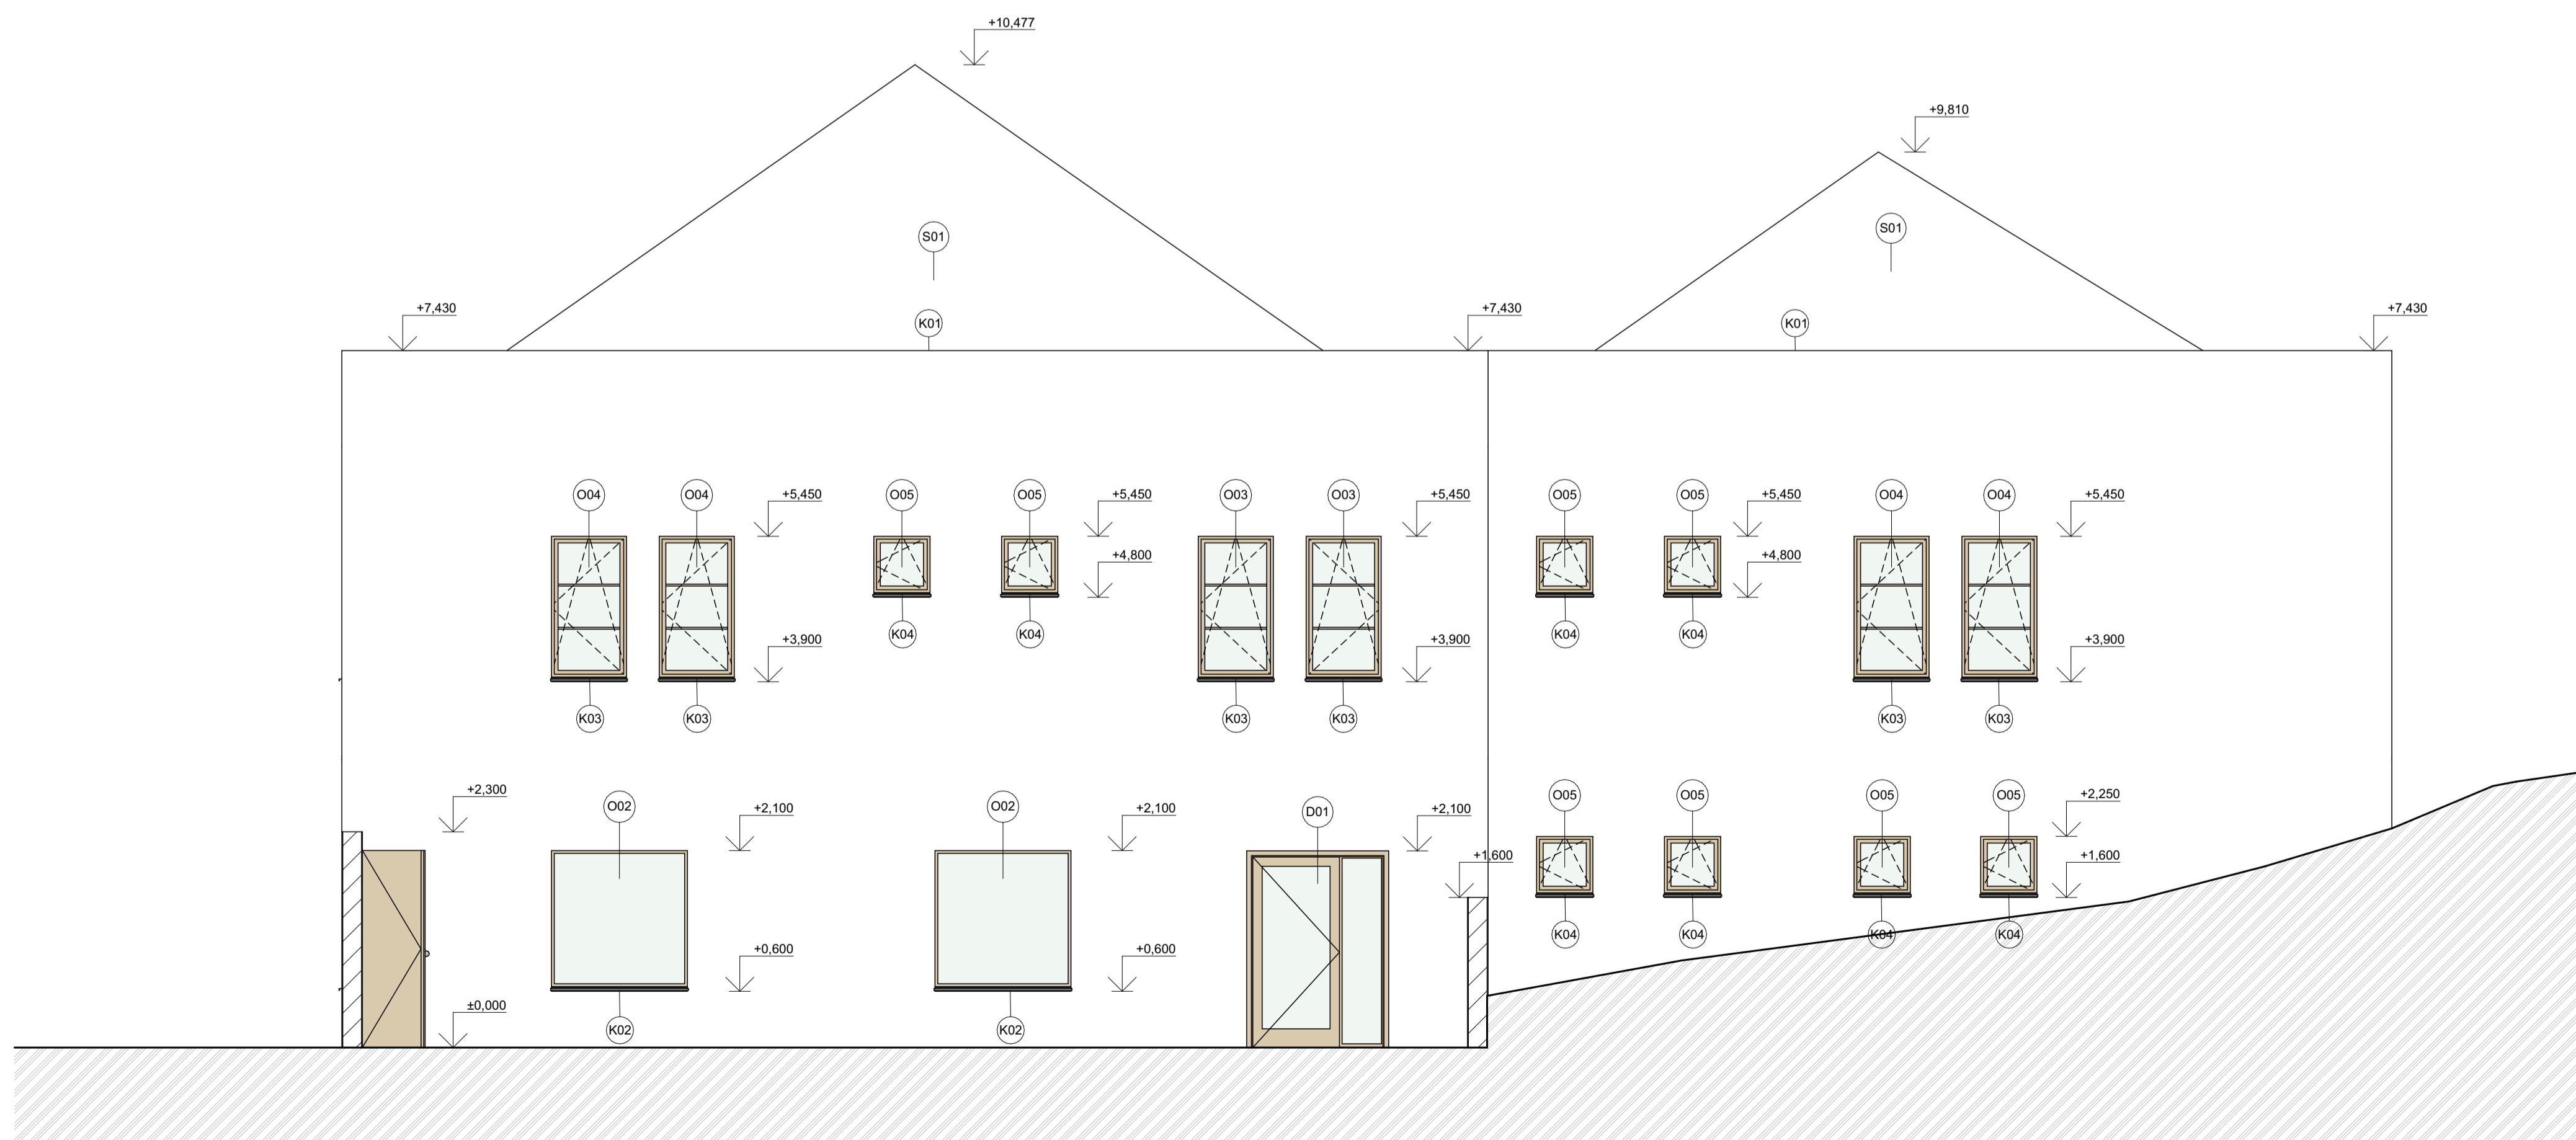 +10,477
+9,810
S01
S01
+7,430
K01
+7,430
K01
+7,430
O04
O04
+5,450
O05
O05
+5,450
O03
O03
+5,450
O05
O05
+5,450
O04
O04
+5,450
+4,800
+4,800
K04
K04
K04
K04
+3,900
+3,900
+3,900
K03
K03
K03
K03
K03
K03
+2,300
O02
+2,100
O02
+2,100
D01
+2,100
O05
O05
O05
O05
+2,250
+1,600
+1,600
K04
K04
K04
K04
+0,600
+0,600
±0,000
K02
K02